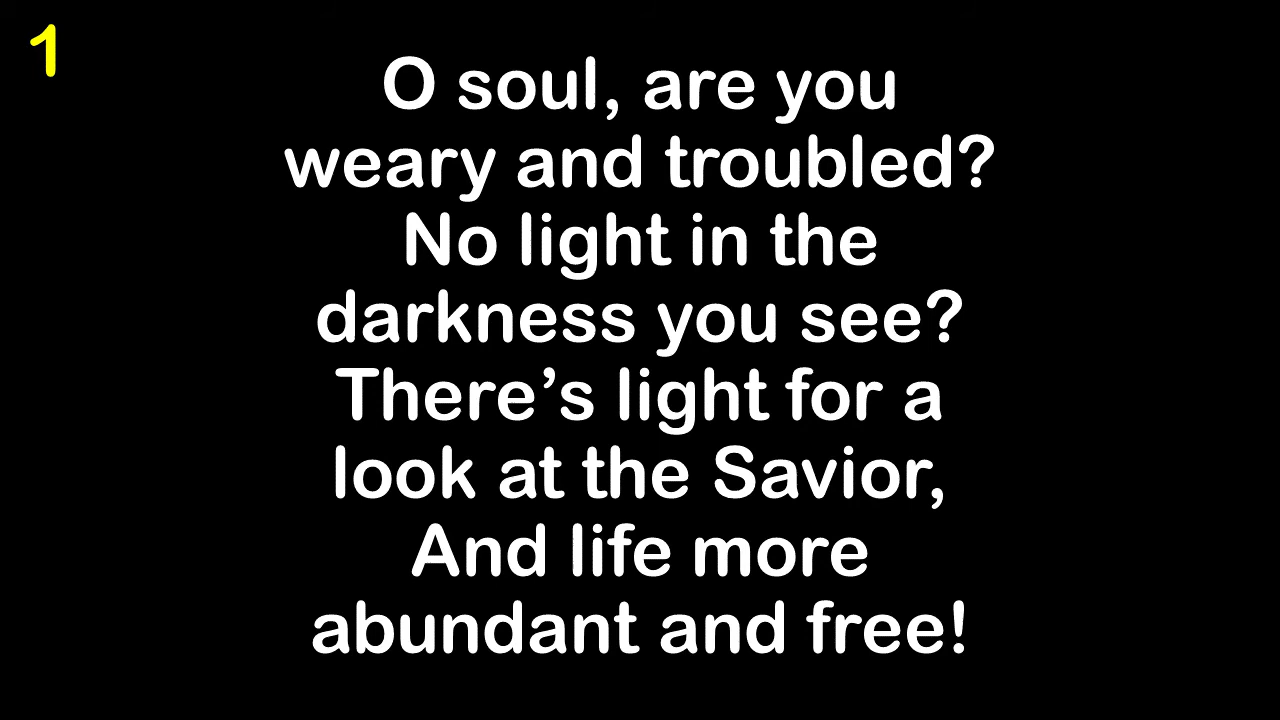 1
O soul, are you
weary and troubled?
No light in the
darkness you see?
There’s light for a
look at the Savior,
And life more
abundant and free!